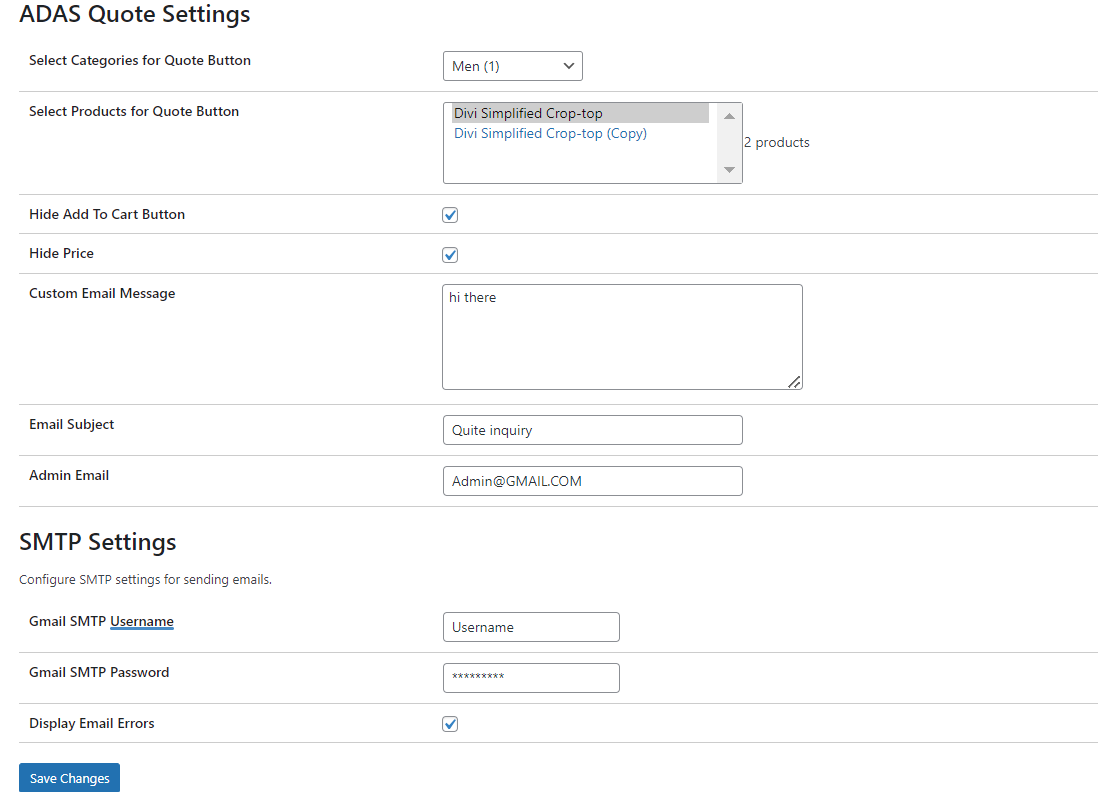 ADAS Quote Settings
Select Categories for Quote Button
Men (1)
Select Products for Quote Button
Divi Simplified Crop-top
Divi Simplified Crop-top (Copy)
2 products
Hide Add To Cart Button
Hide Price
Custom Email Message
hi there
Email Subject
Quite inquiry
Admin Email
Admin@GMAIL.COM
SMTP Settings
Configure SMTP settings for sending emails.
Gmail SMTP Username
Username
Gmail SMTP Password
*********
Display Email Errors
Save Changes